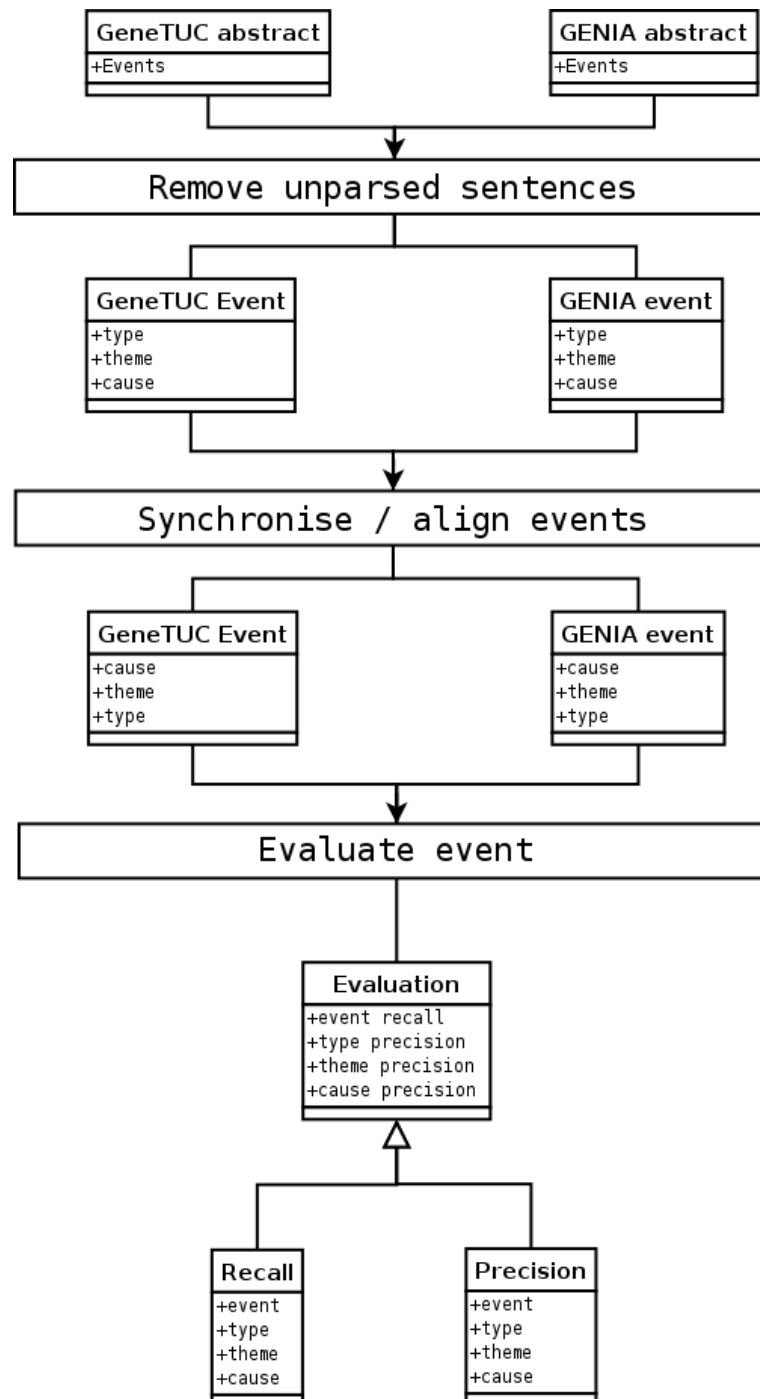 GeneTUC abstract
+Events
GENIA abstract
+Events
Remove unparsed sentences
GeneTUC Event
+type
+theme
+cause
GENIA event
+type
+theme
+cause
Synchronise / align events
GeneTUC Event
+cause
+theme
+type
GENIA event
+cause
+theme
+type
Evaluate event
Evaluation
+event recall
+type precision
+theme precision
+cause precision
Recall
+event
+type
+theme
+cause
Precision
+event
+type
+theme
+cause